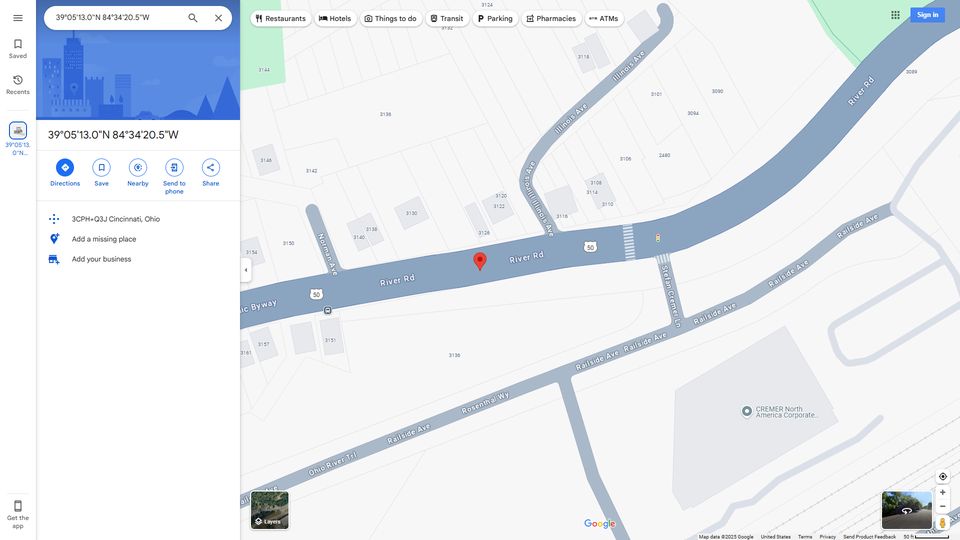 39°05'13.0"N 84°34'20.5"W
Restaurants
Hotels
Things to do
Transit
Parking
Pharmacies
ATMs
Sign in
Saved
Recents
39°05'13.
0"N...
39°05'13.0"N 84°34'20.5"W
Directions
Save
Nearby
Send to
phone
Share
3CPH+Q3J Cincinnati, Ohio
Add a missing place
Add your business
Get the
app
3144
3132
3136
3146
3142
3154
3150
3140
3138
3130
3128
3120
3122
3116
3114
3108
3110
3106
2480
3094
3101
3090
3089
3126
3118
3161
3157
3151
3136
Illinois Ave
Illinois Ave
Illinois Ave
Norman Ave
River Rd
River Rd
River Rd
50
50
nic Byway
Stefan Cremer Ln
Railside Ave
Railside Ave
Railside Ave
Railside Ave
Railside Ave
Rosenthal Wy
Railside Ave
Ohio River Trl
CREMER North
America Corporate...
Layers
Google
Map data ©2025 Google
United States
Terms
Privacy
Send Product Feedback
50 ft